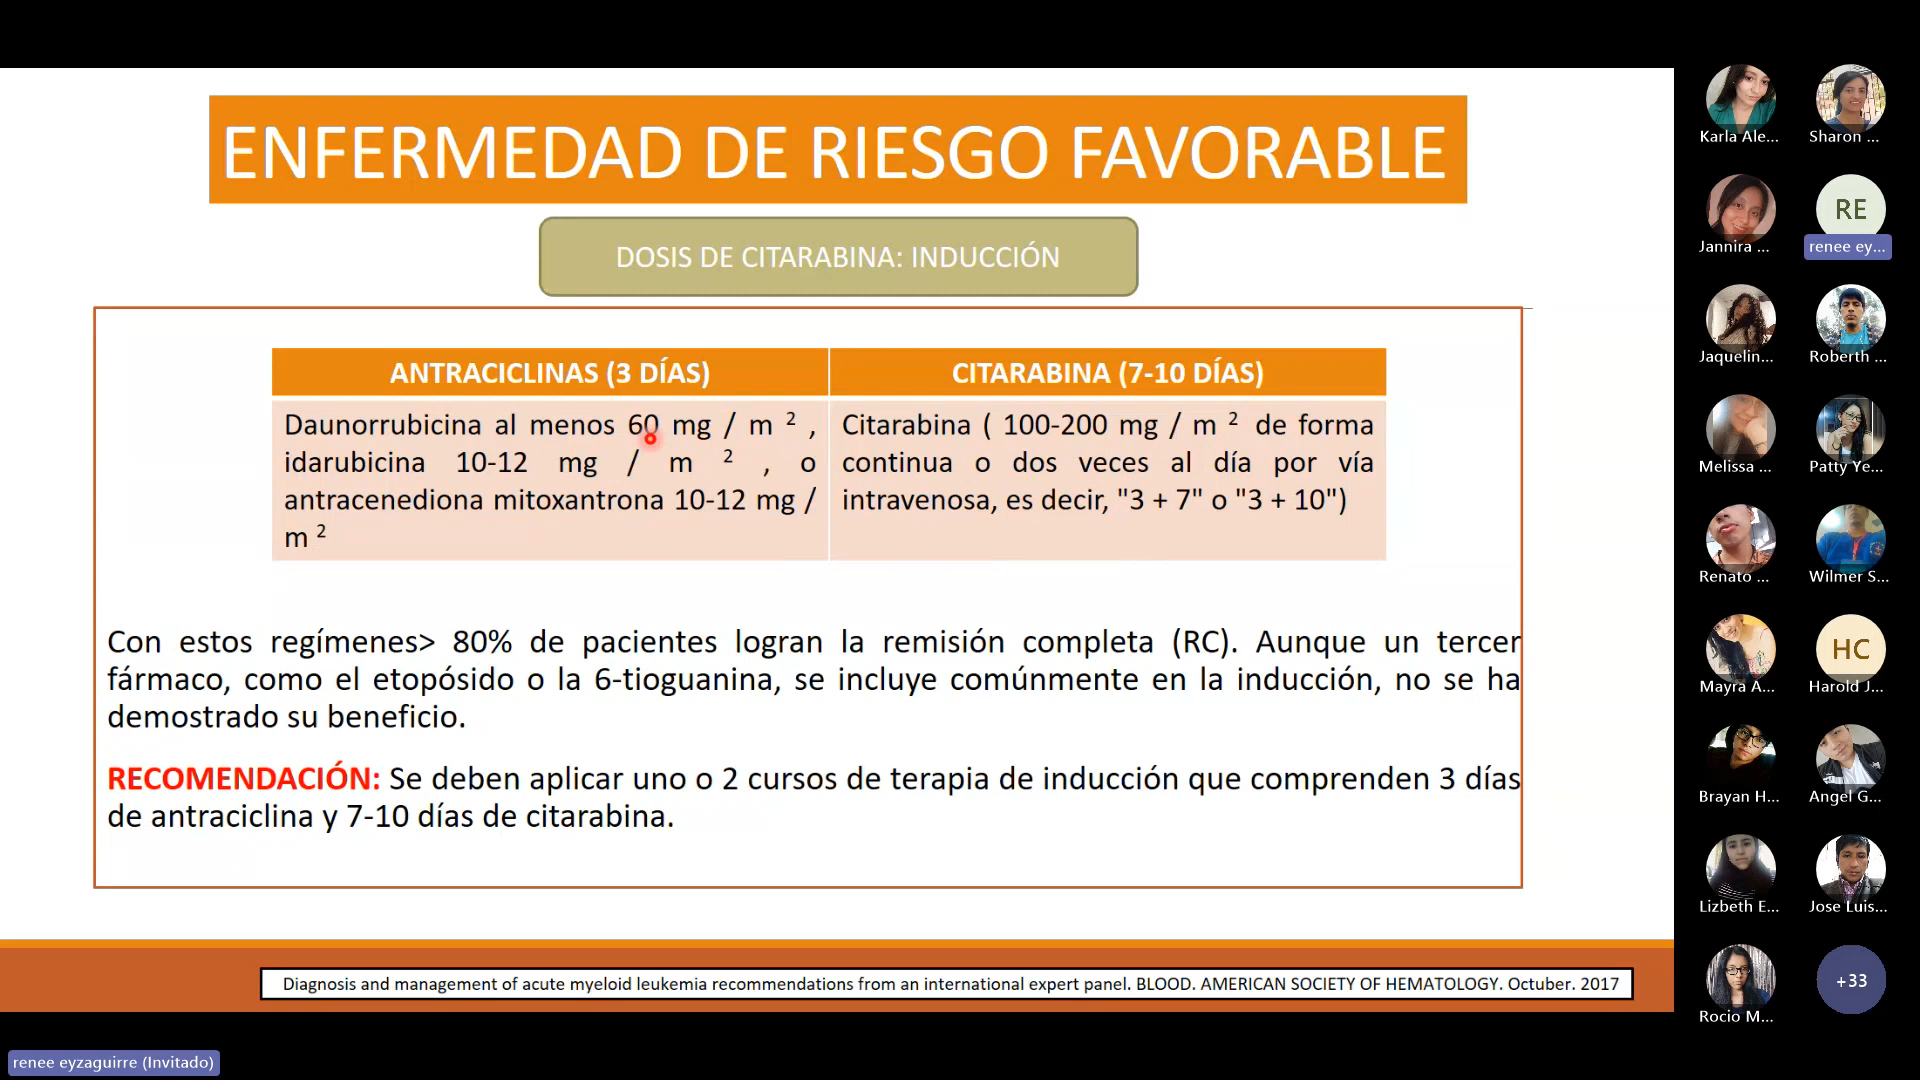 ENFERMEDAD DE RIESGO FAVORABLE
DOSIS DE CITARABINA: INDUCCIÓN
ANTRACICLINAS (3 DÍAS)
CITARABINA (7-10 DÍAS)
Daunorrubicina al menos 60 mg / m 2 ,
idarubicina 10-12 mg / m 2 , o
antracenediona mitoxantrona 10-12 mg /
m 2
Citarabina ( 100-200 mg / m 2 de forma
continua o dos veces al día por vía
intravenosa, es decir, "3 + 7" o "3 + 10")
Con estos regímenes> 80% de pacientes logran la remisión completa (RC). Aunque un tercer
fármaco, como el etopósido o la 6-tioguanina, se incluye comúnmente en la inducción, no se ha
demostrado su beneficio.
RECOMENDACIÓN: Se deben aplicar uno o 2 cursos de terapia de inducción que comprenden 3 días
de antraciclina y 7-10 días de citarabina.
Diagnosis and management of acute myeloid leukemia recommendations from an international expert panel. BLOOD. AMERICAN SOCIETY OF HEMATOLOGY. Octuber. 2017
renee eyzaguirre (Invitado)
Karla Ale...
Sharon ...
Jannira ...
RE
renee ey...
Jaquelin...
Roberth ...
Melissa ...
Patty Ye...
Renato ...
Wilmer S...
Mayra A...
HC
Harold J...
Brayan H...
Angel G...
Lizbeth E...
Jose Luis...
Rocio M...
+33